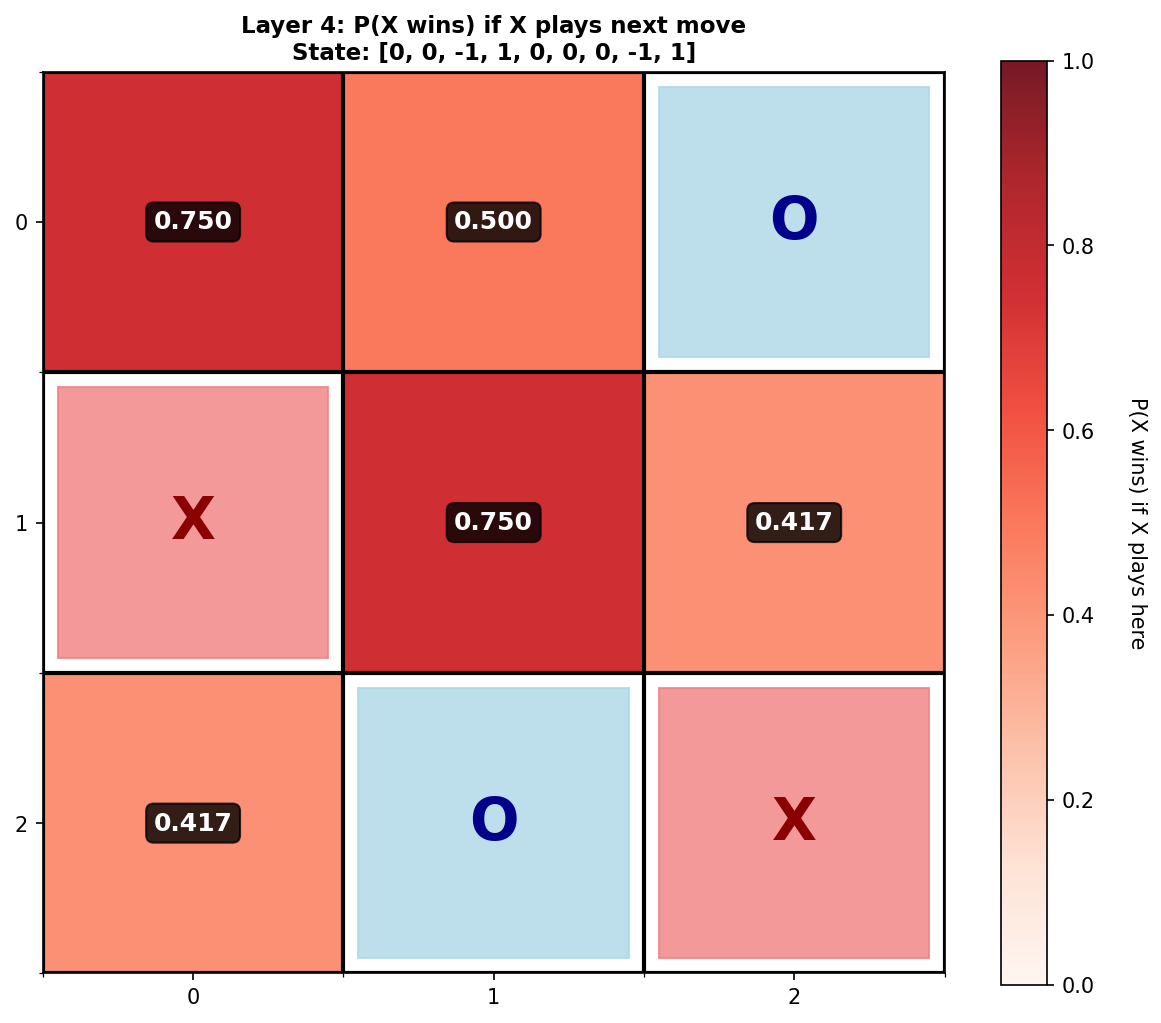 Layer 4: P(X wins) if X plays next move
State: [0, 0, -1, 1, 0, 0, 0, -1, 1]
0
0.750
0.500
O
1
X
0.750
0.417
2
0.417
O
X
0
1
2
1.0
0.8
0.6
0.4
0.2
0.0
P(X wins) if X plays here